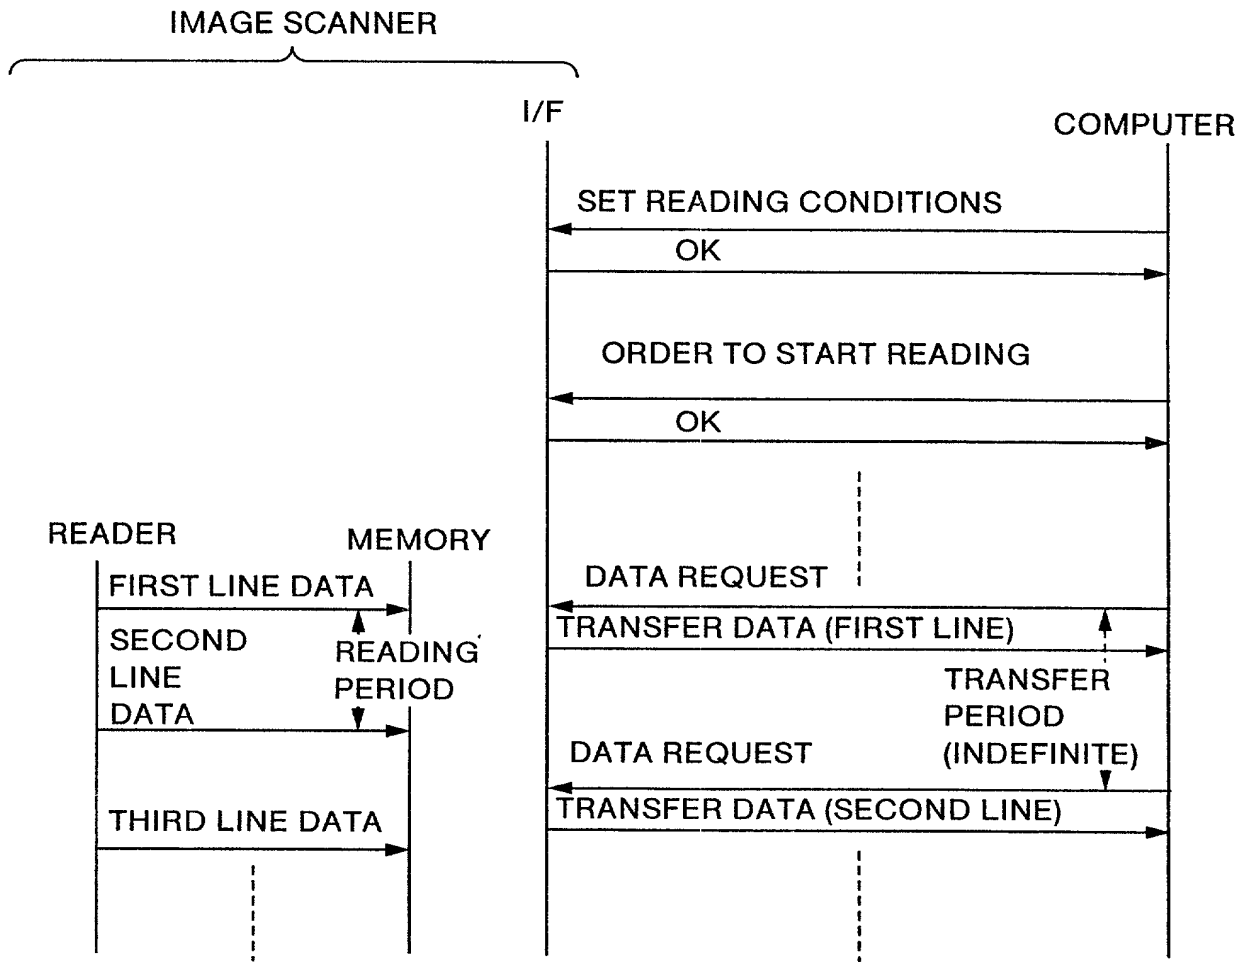 IMAGE SCANNER
I/F
COMPUTER
SET READING CONDITIONS
OK
ORDER TO START READING
OK
READER
MEMORY
FIRST LINE DATA
SECOND
LINE
DATA
READING
PERIOD
THIRD LINE DATA
DATA REQUEST
TRANSFER DATA (FIRST LINE)
TRANSFER
PERIOD
(INDEFINITE)
DATA REQUEST
TRANSFER DATA (SECOND LINE)